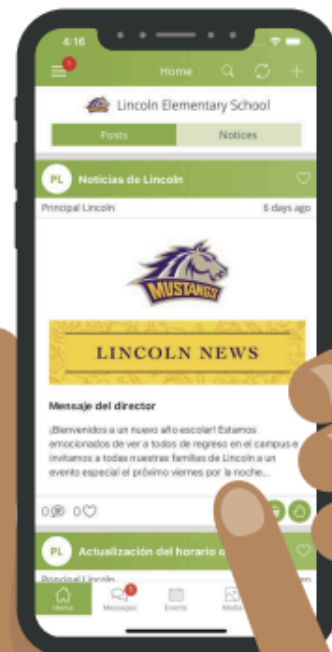 4:16
1
Home
Lincoln Elementary School
Posts Notices
PL Noticias de Lincoln
Principal Lincoln 6 days ago
MUSTANGS
LINCOLN NEWS
Mensaje del director
¡Bienvenidos a un nuevo año escolar! Estamos
emocionados de ver a todos de regreso en el campus e
invitamos a todas nuestras familias de Lincoln a un
evento especial el próximo viernes por la noche...
0 0
PL Actualización del horario
Principal Lincoln
1
Home Messages Events Media